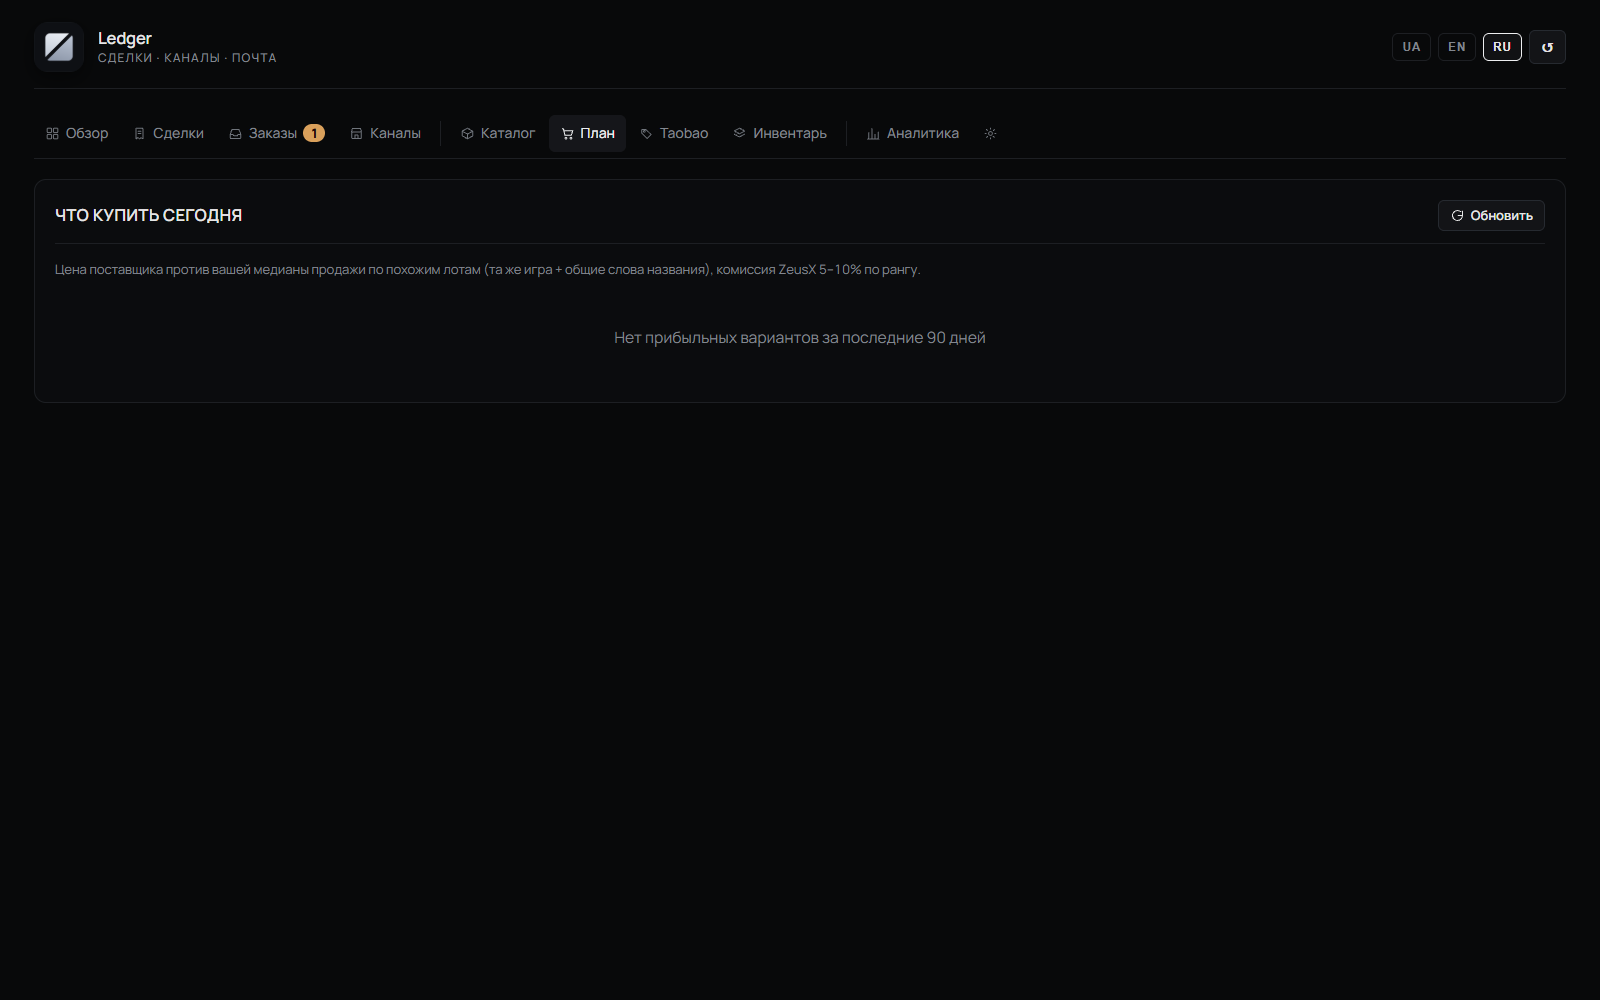 Ledger
СДЕЛКИ · КАНАЛЫ · ПОЧТА
UA EN RU
Обзор Сделки Заказы 1 Каналы Каталог План Taobao Инвентарь Аналитика
ЧТО КУПИТЬ СЕГОДНЯ
Обновить
Цена поставщика против вашей медианы продажи по похожим лотам (та же игра + общие слова названия), комиссия ZeusX 5–10% по рангу.
Нет прибыльных вариантов за последние 90 дней